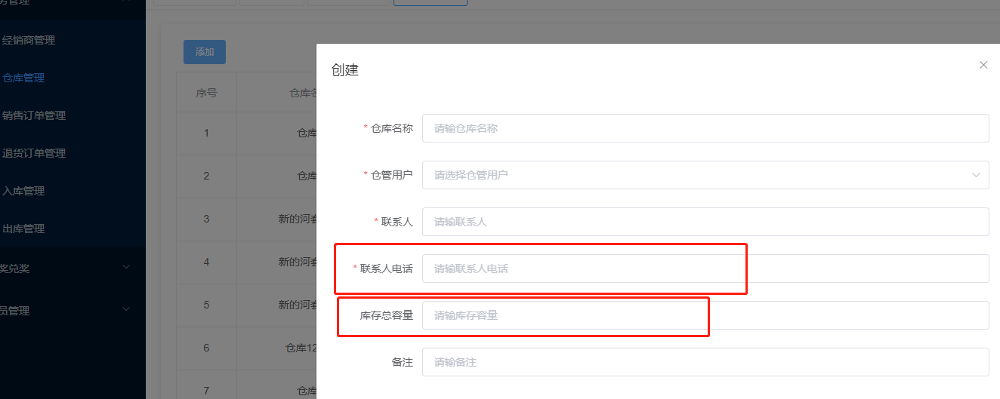 经销商管理
仓库管理
销售订单管理
退货订单管理
入库管理
出库管理
奖兑奖
员管理
添加
序号
1
仓库
2
仓库
3
新的河套
4
新的河套
5
新的河套
6
仓库12
7
仓库
创建
* 仓库名称 请输仓库名称
* 仓管用户 请选择仓管用户
* 联系人 请输联系人
* 联系人电话 请输联系人电话
库存总容量 请输库存容量
备注 请输备注